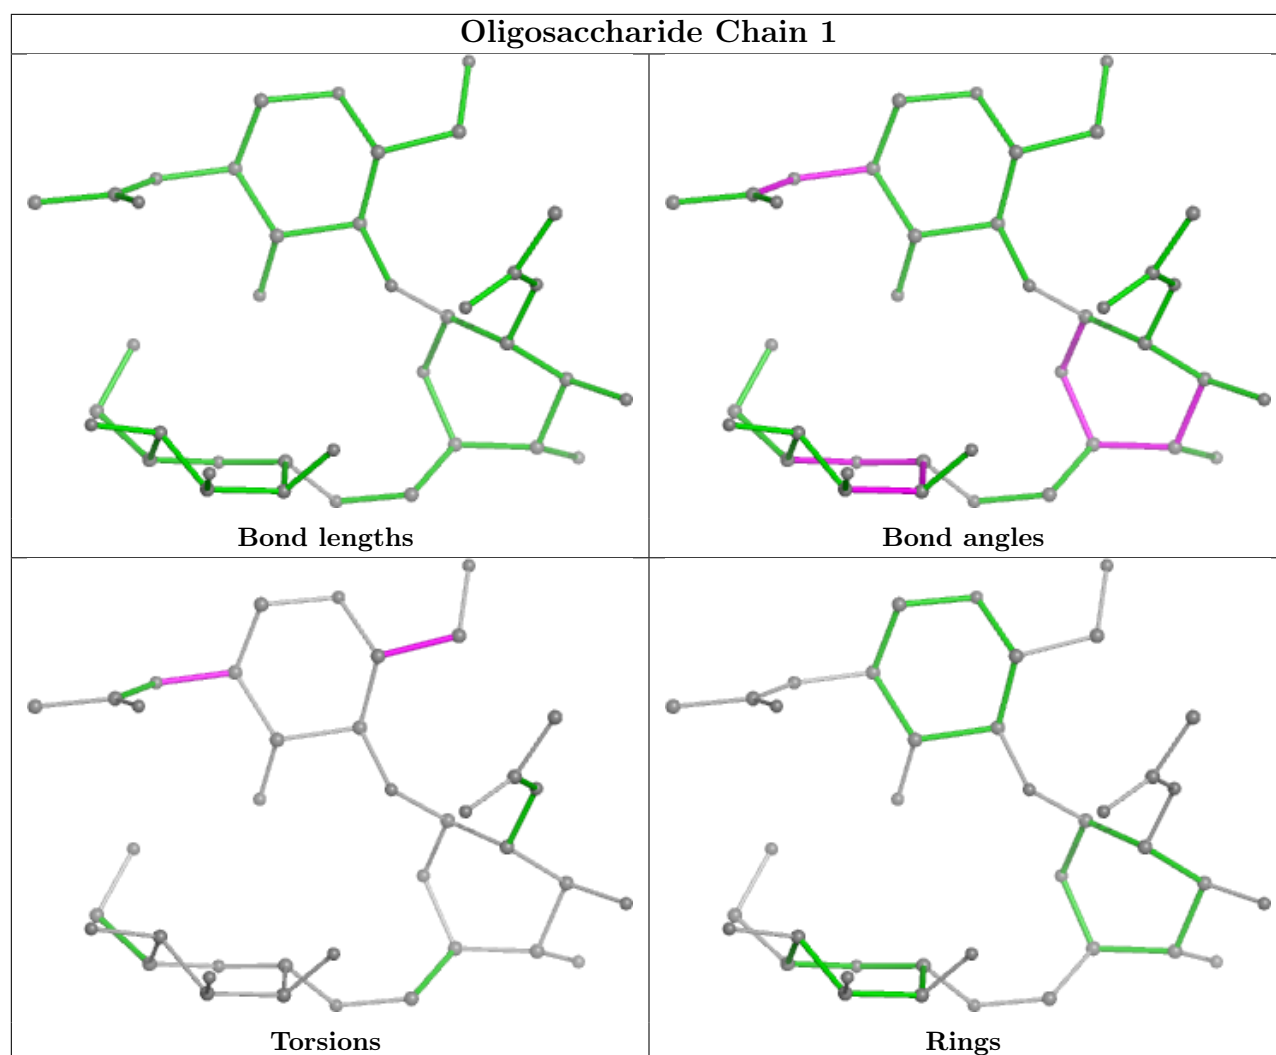 Oligosaccharide Chain 1
Bond lengths
Bond angles
Torsions
Rings